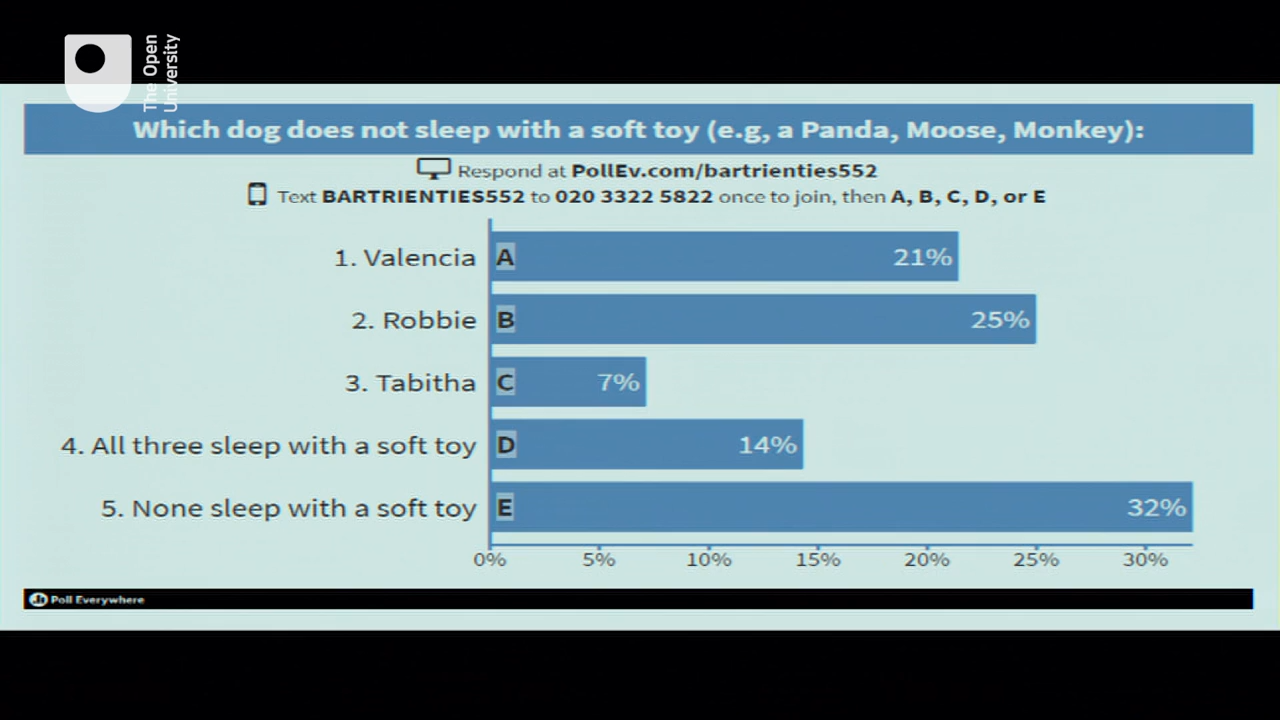 The Open
University
Which dog does not sleep with a soft toy (e.g, a Panda, Moose, Monkey):
Respond at PollEv.com/bartrienties552
Text BARTRIENTIES552 to 020 3322 5822 once to join, then A, B, C, D, or E
1. Valencia A 21%
2. Robbie B 25%
3. Tabitha C 7%
4. All three sleep with a soft toy D 14%
5. None sleep with a soft toy E 32%
0% 5% 10% 15% 20% 25% 30%
Poll Everywhere